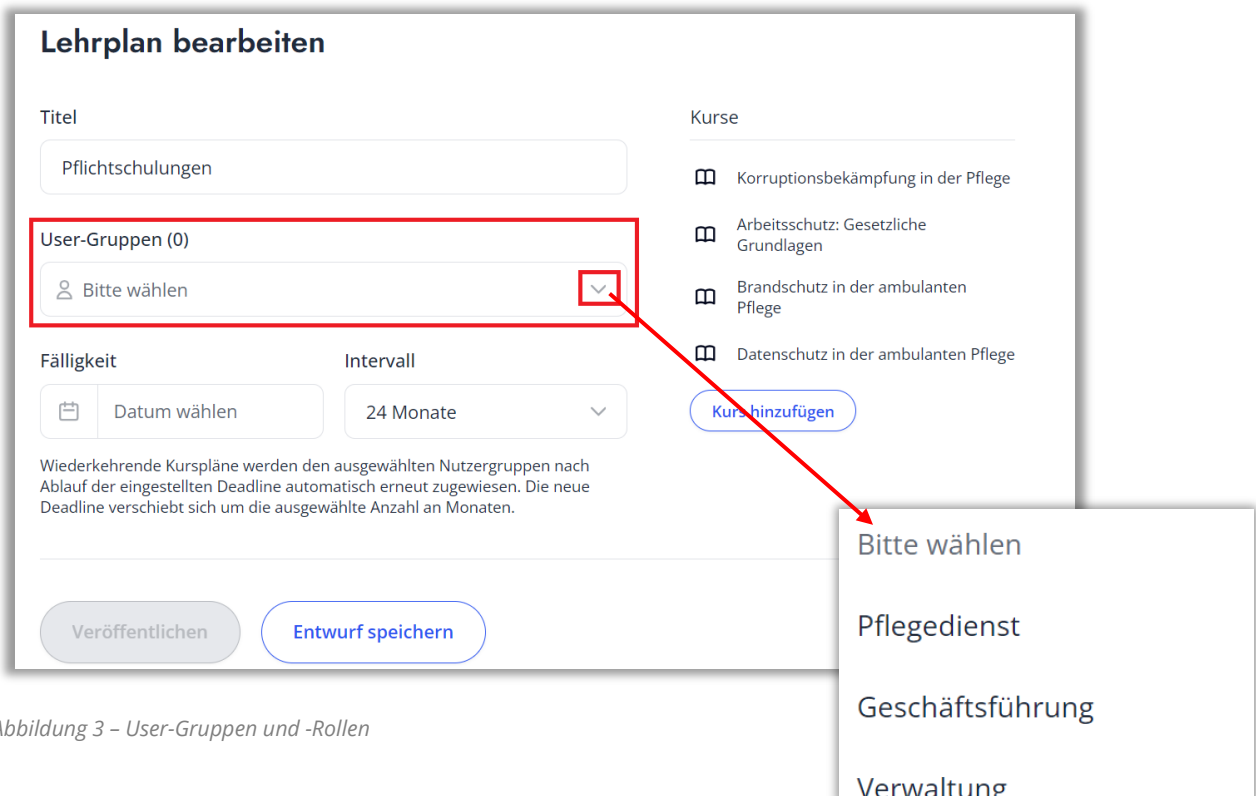 Lehrplan bearbeiten
Titel
Pflichtschulungen
User-Gruppen (0)
Bitte wählen
Fälligkeit
Intervall
Datum wählen
24 Monate
Wiederkehrende Kurspläne werden den ausgewählten Nutzergruppen nach
Ablauf der eingestellten Deadline automatisch erneut zugewiesen. Die neue
Deadline verschiebt sich um die ausgewählte Anzahl an Monaten.
Veröffentlichen
Entwurf speichern
Kurse
Korruptionsbekämpfung in der Pflege
Arbeitsschutz: Gesetzliche
Grundlagen
Brandschutz in der ambulanten
Pflege
Datenschutz in der ambulanten Pflege
Kurs hinzufügen
Bitte wählen
Pflegedienst
Geschäftsführung
Verwaltung
Abbildung 3 – User-Gruppen und -Rollen